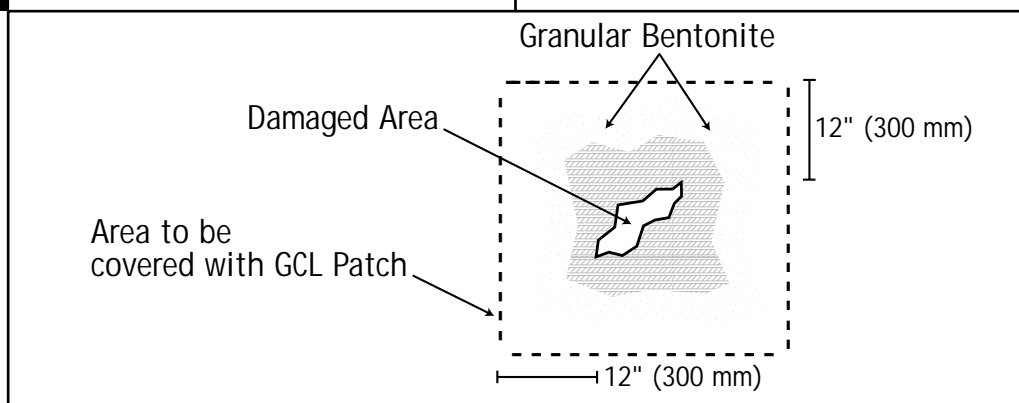 Granular Bentonite
Damaged Area
12" (300 mm)
Area to be
covered with GCL Patch
12" (300 mm)